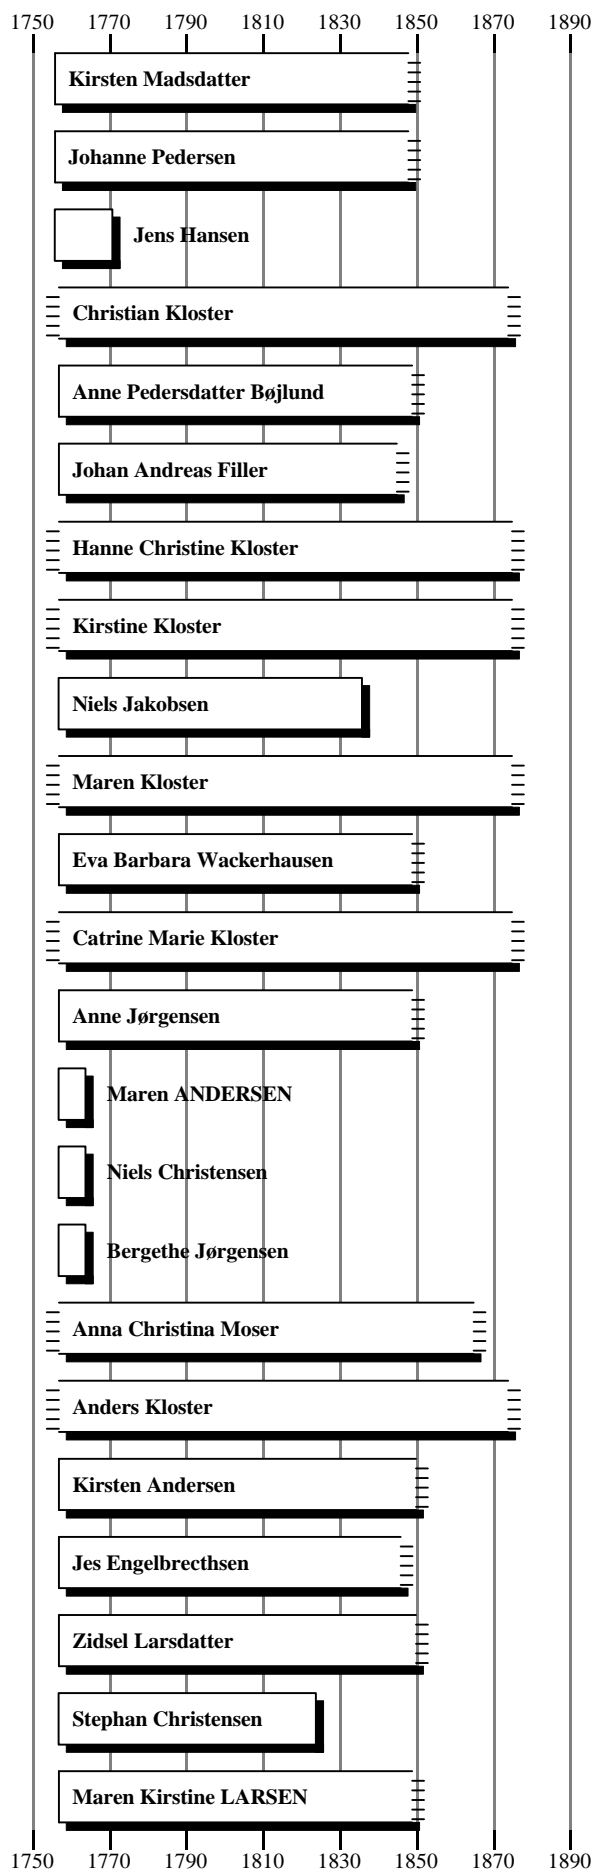 1750 1770 1790 1810 1830 1850 1870 1890
Kirsten Madsdatter
Johanne Pedersen
Jens Hansen
Christian Kloster
Anne Pedersdatter Bøjlund
Johan Andreas Filler
Hanne Christine Kloster
Kirstine Kloster
Niels Jakobsen
Maren Kloster
Eva Barbara Wackerhausen
Catrine Marie Kloster
Anne Jørgensen
Maren ANDERSEN
Niels Christensen
Bergethe Jørgensen
Anna Christina Moser
Anders Kloster
Kirsten Andersen
Jes Engelbrecthsen
Zidsel Larsdatter
Stephan Christensen
Maren Kirstine LARSEN
1750 1770 1790 1810 1830 1850 1870 1890